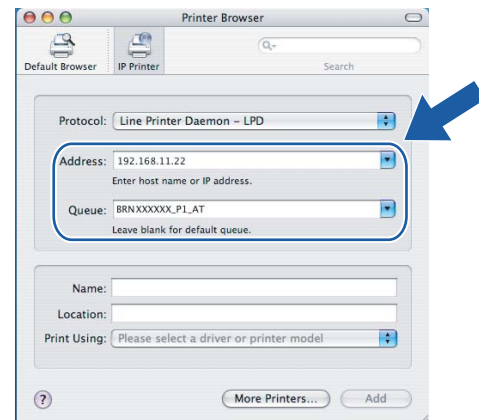 Printer Browser
Default Browser
IP Printer
Search
Protocol: Line Printer Daemon – LPD
Address: 192.168.11.22
Enter host name or IP address.
Queue: BRNXXXXXX_P1_AT
Leave blank for default queue.
Name:
Location:
Print Using: Please select a driver or printer model
?
More Printers...
Add